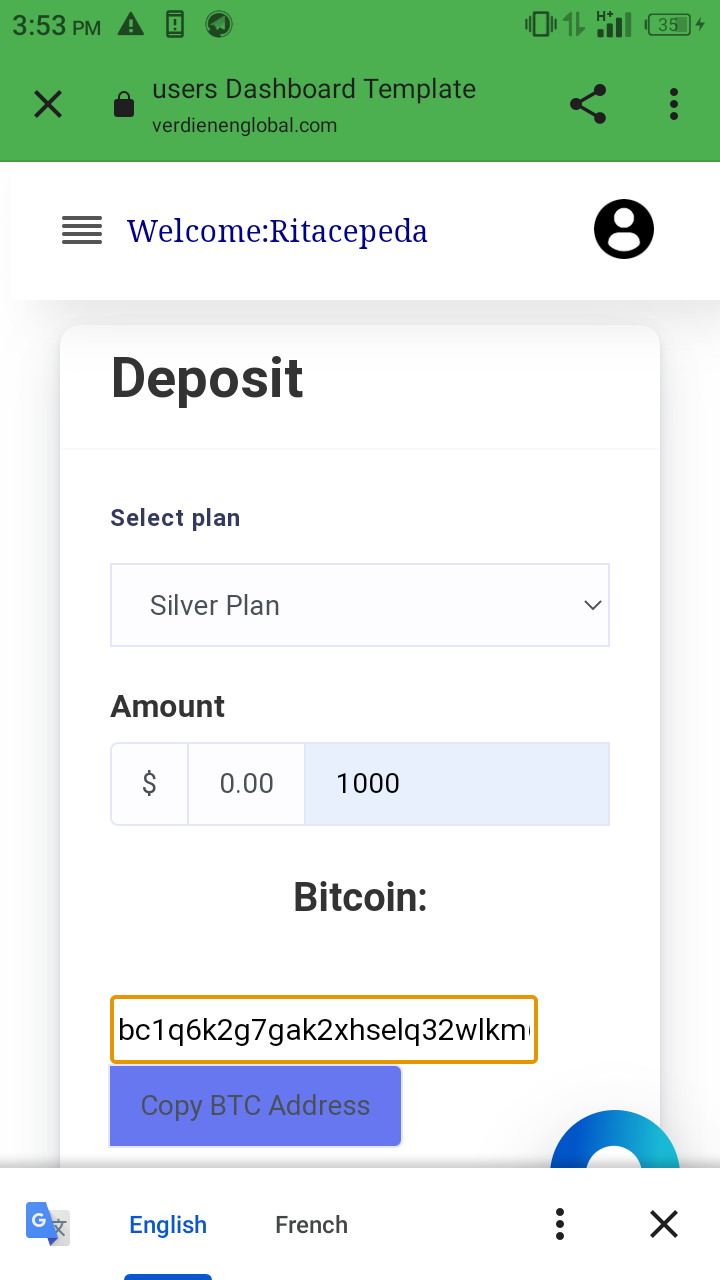 3:53 PM
H+
35
users Dashboard Template
verdienenglobal.com
Welcome:Ritacepeda
Deposit
Select plan
Silver Plan
Amount
$ 0.00 1000
Bitcoin:
bc1q6k2g7gak2xhselq32wlkm
Copy BTC Address
G 文
English French